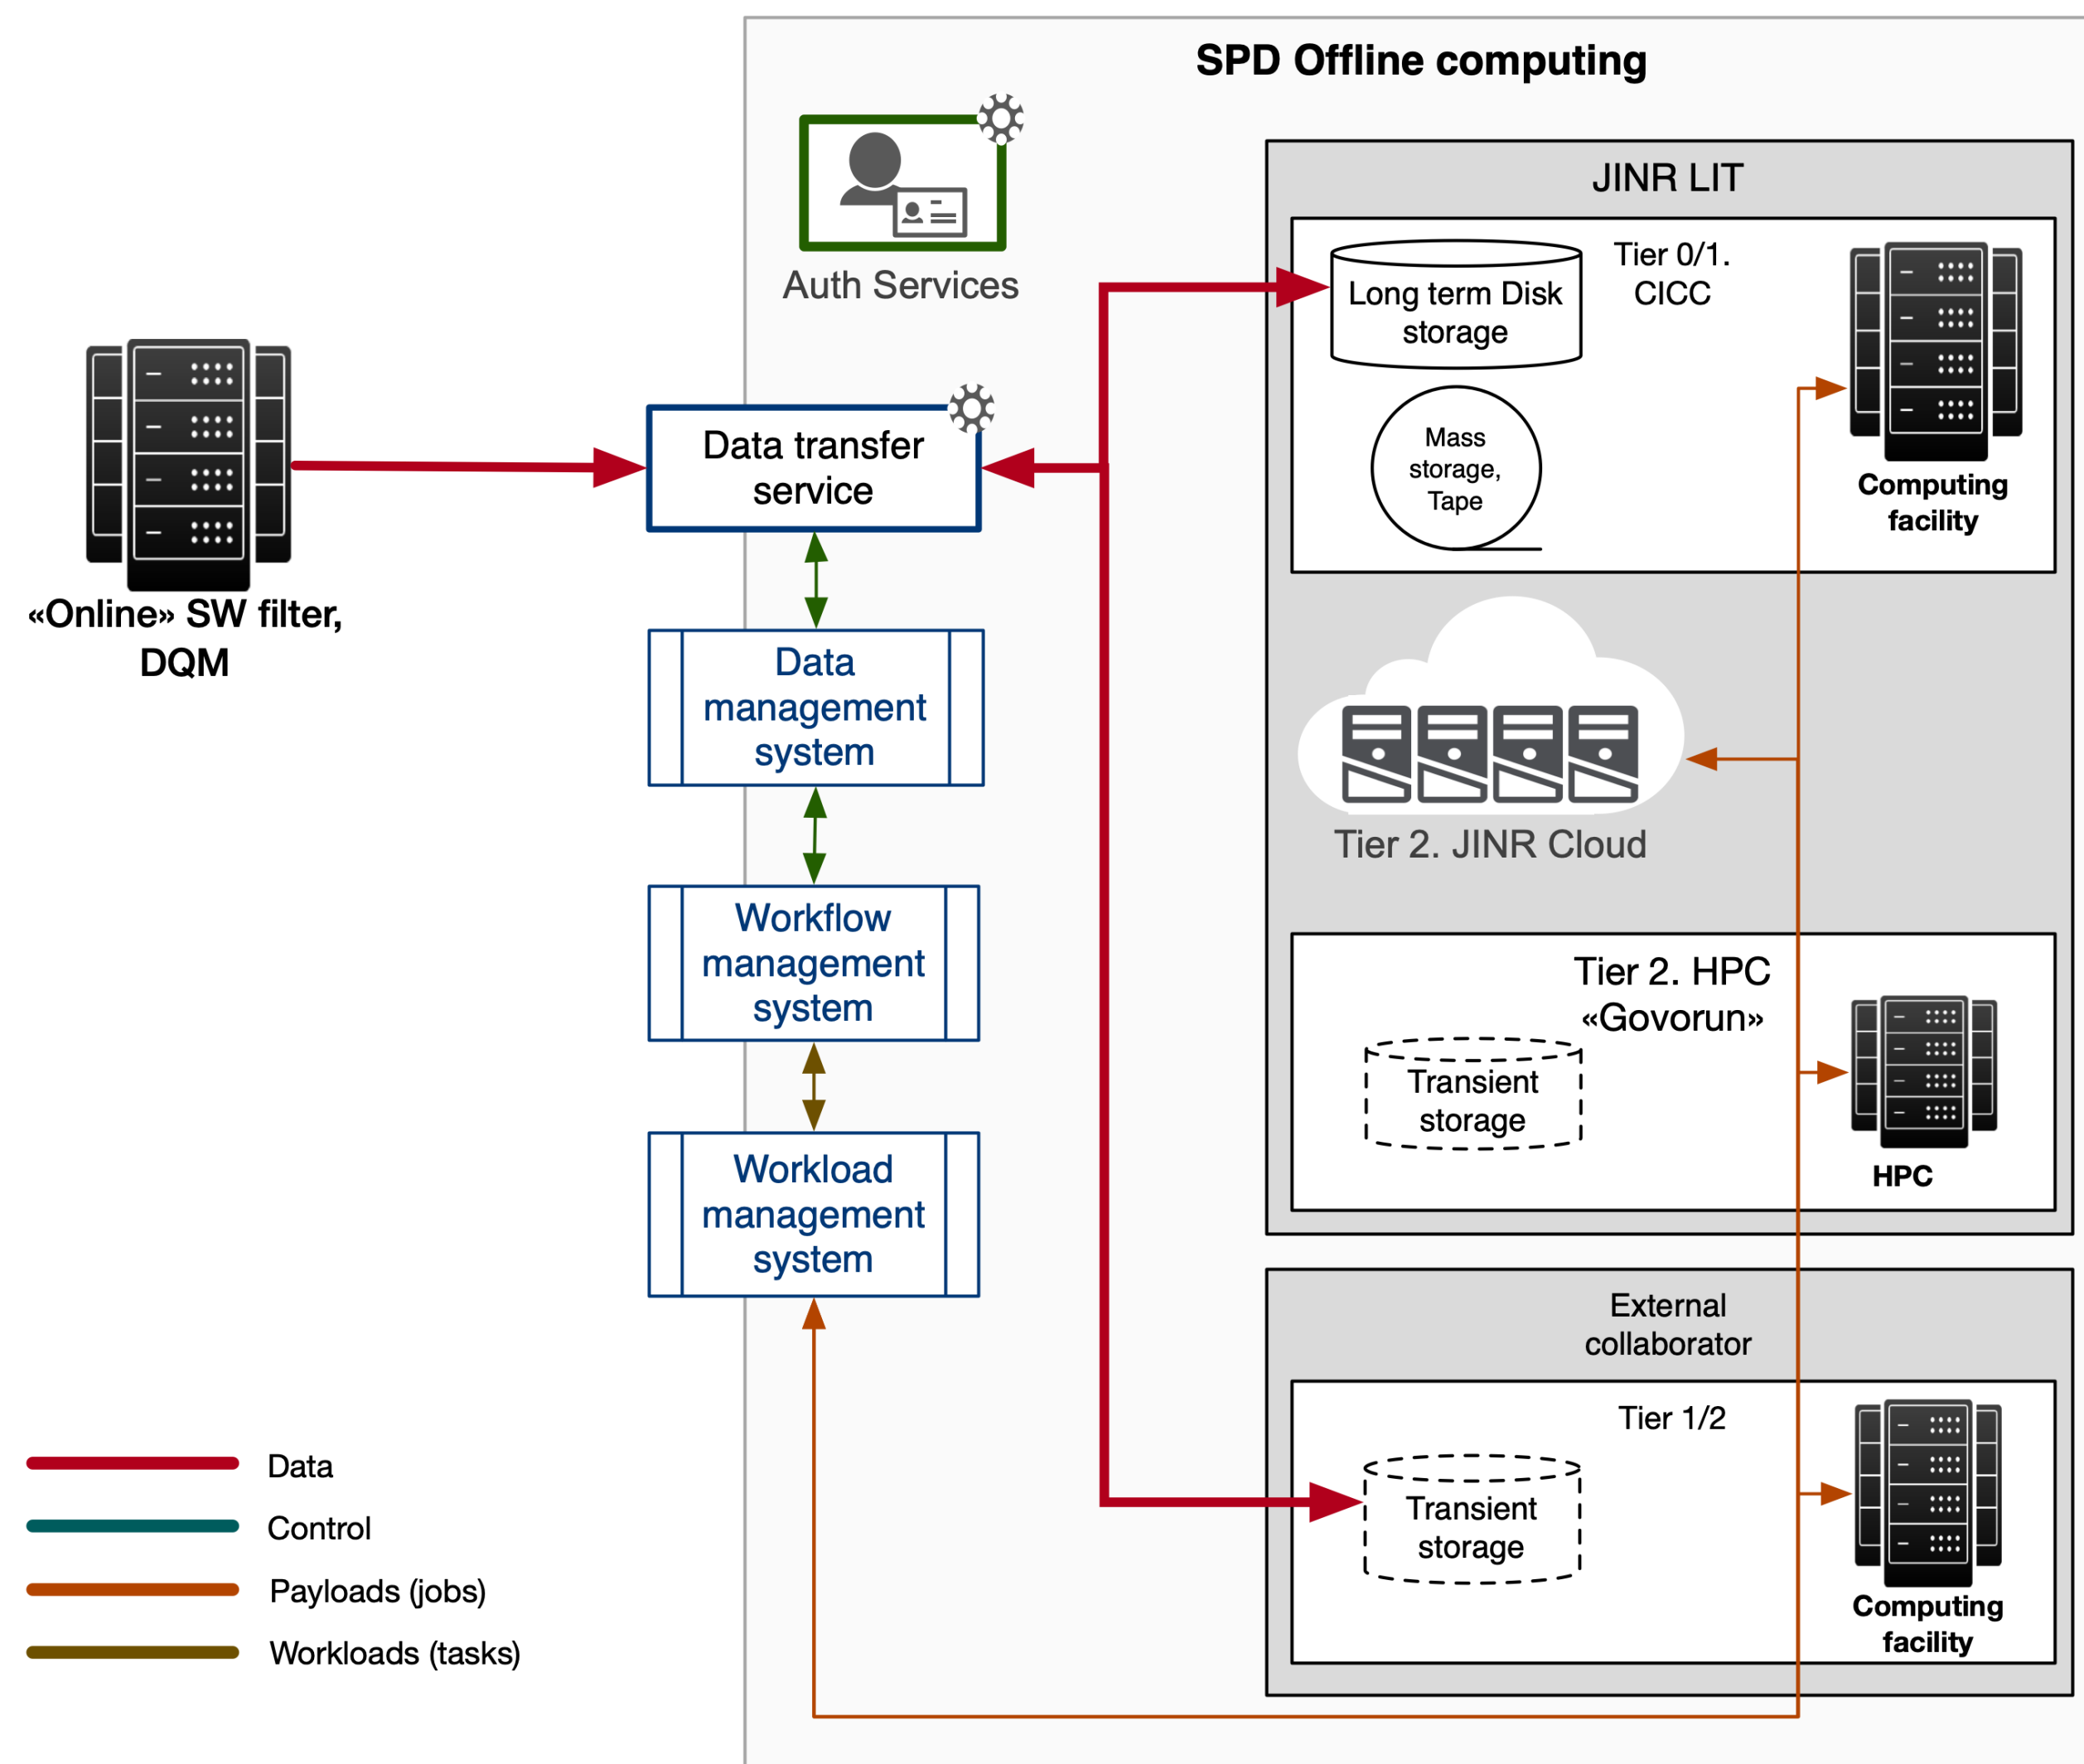 SPD Offline computing
Auth Services
JINR LIT
Tier 0/1.
CICC
Long term Disk
storage
Mass
storage,
Tape
Computing
facility
Data transfer
service
«Online» SW filter,
DQM
Data
management
system
Tier 2. JINR Cloud
Workflow
management
system
Tier 2. HPC
«Govorun»
Transient
storage
HPC
Workload
management
system
External
collaborator
Tier 1/2
Transient
storage
Computing
facility
Data
Control
Payloads (jobs)
Workloads (tasks)